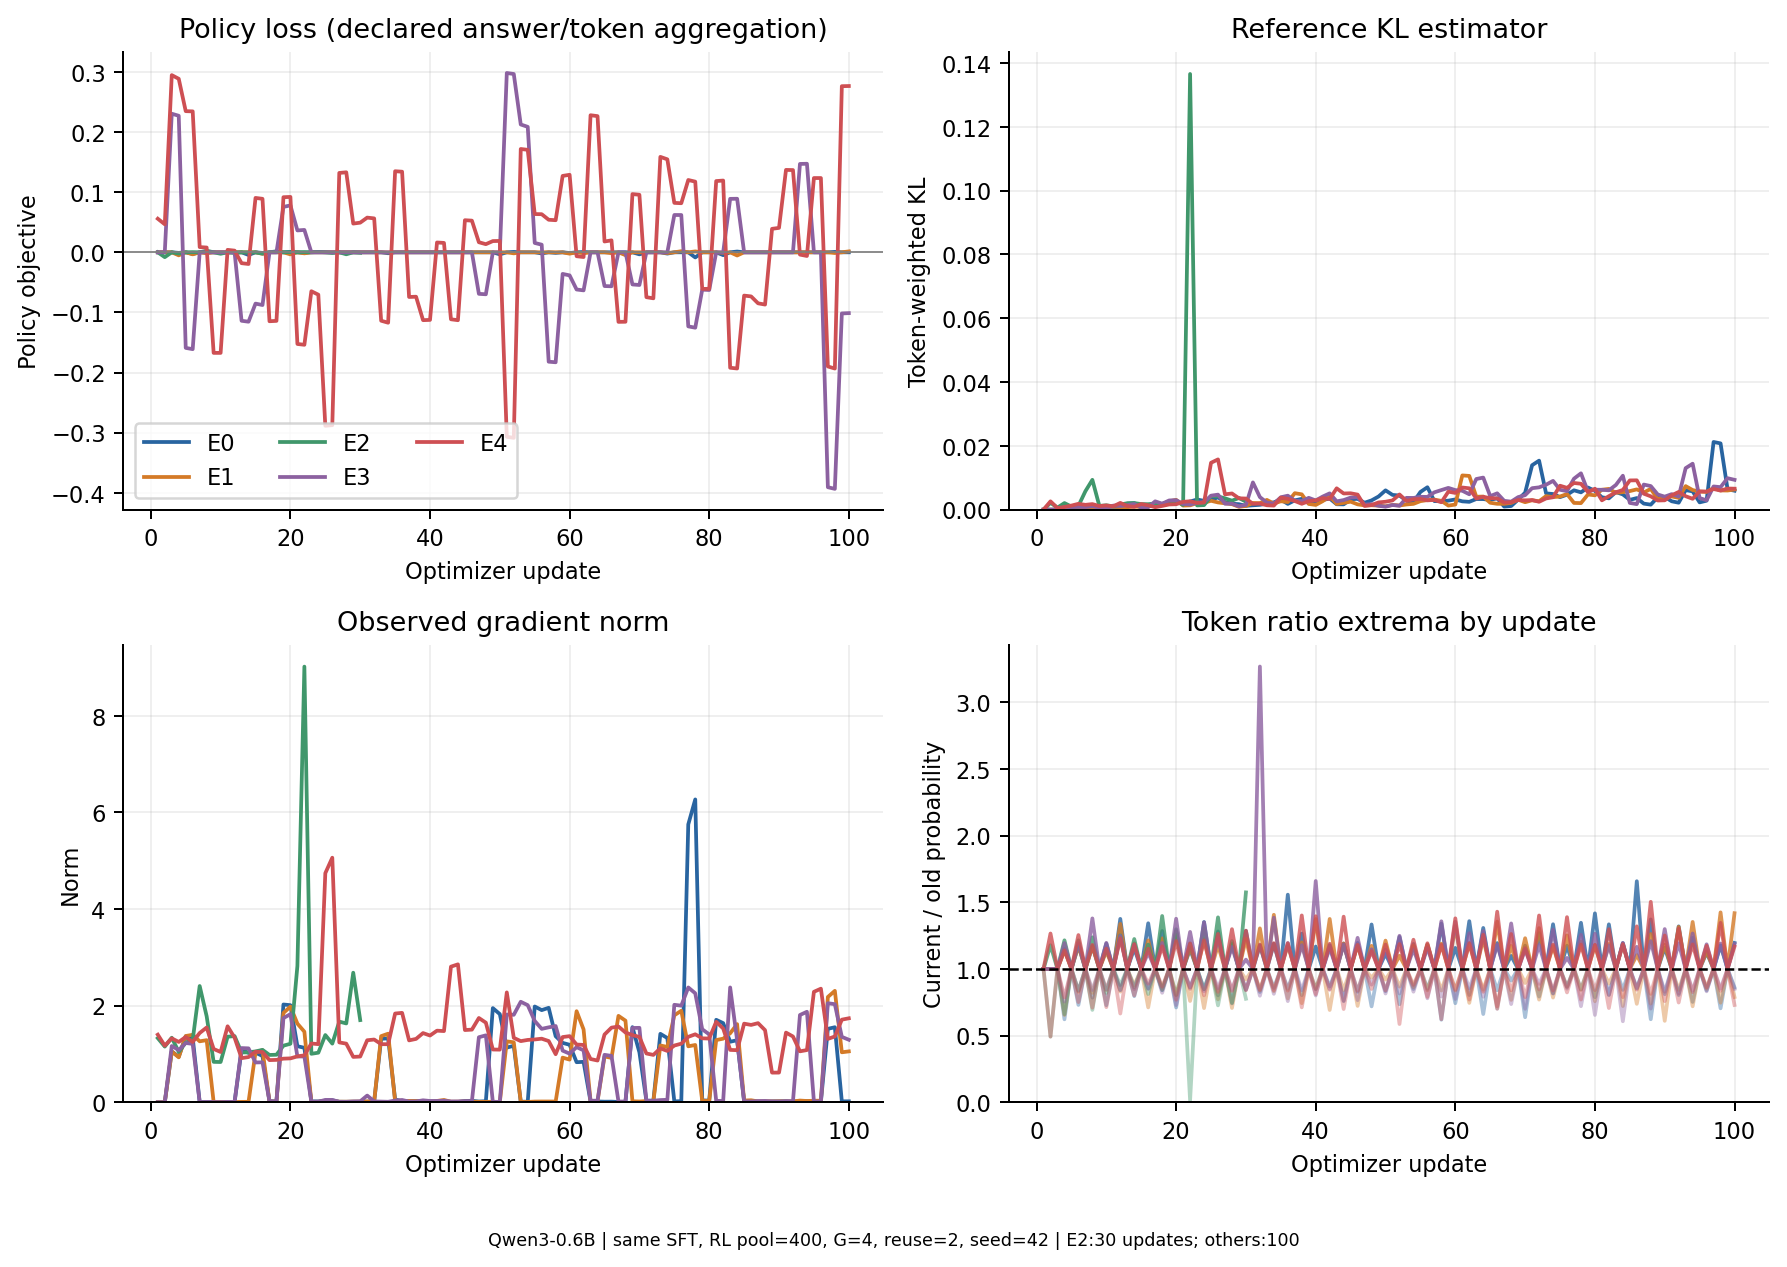 Policy loss (declared answer/token aggregation)
Policy objective
0.3
0.2
0.1
0.0
−0.1
−0.2
−0.3
−0.4
E0
E2
E4
E1
E3
0 20 40 60 80 100
Optimizer update
Reference KL estimator
Token-weighted KL
0.14
0.12
0.10
0.08
0.06
0.04
0.02
0.00
0 20 40 60 80 100
Optimizer update
Observed gradient norm
Norm
8
6
4
2
0
0 20 40 60 80 100
Optimizer update
Token ratio extrema by update
Current / old probability
3.0
2.5
2.0
1.5
1.0
0.5
0.0
0 20 40 60 80 100
Optimizer update
Qwen3-0.6B | same SFT, RL pool=400, G=4, reuse=2, seed=42 | E2:30 updates; others:100